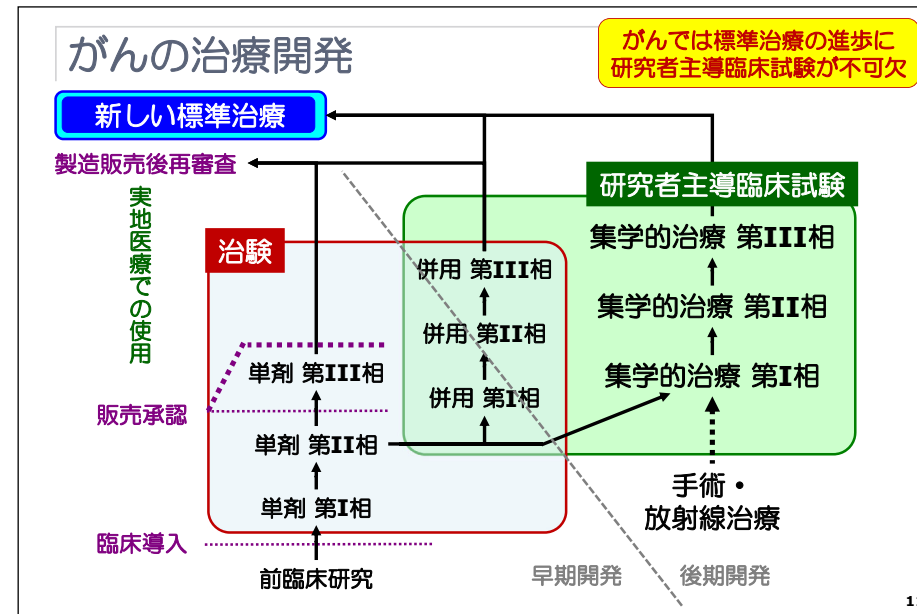 がんの治療開発
がんでは標準治療の進歩に
研究者主導臨床試験が不可欠
新しい標準治療
製造販売後再審査
実地医療での使用
研究者主導臨床試験
治験
集学的治療 第III相
併用 第III相
集学的治療 第II相
併用 第II相
単剤 第III相
集学的治療 第I相
併用 第I相
販売承認
単剤 第II相
手術・
放射線治療
単剤 第I相
臨床導入
前臨床研究
早期開発
後期開発